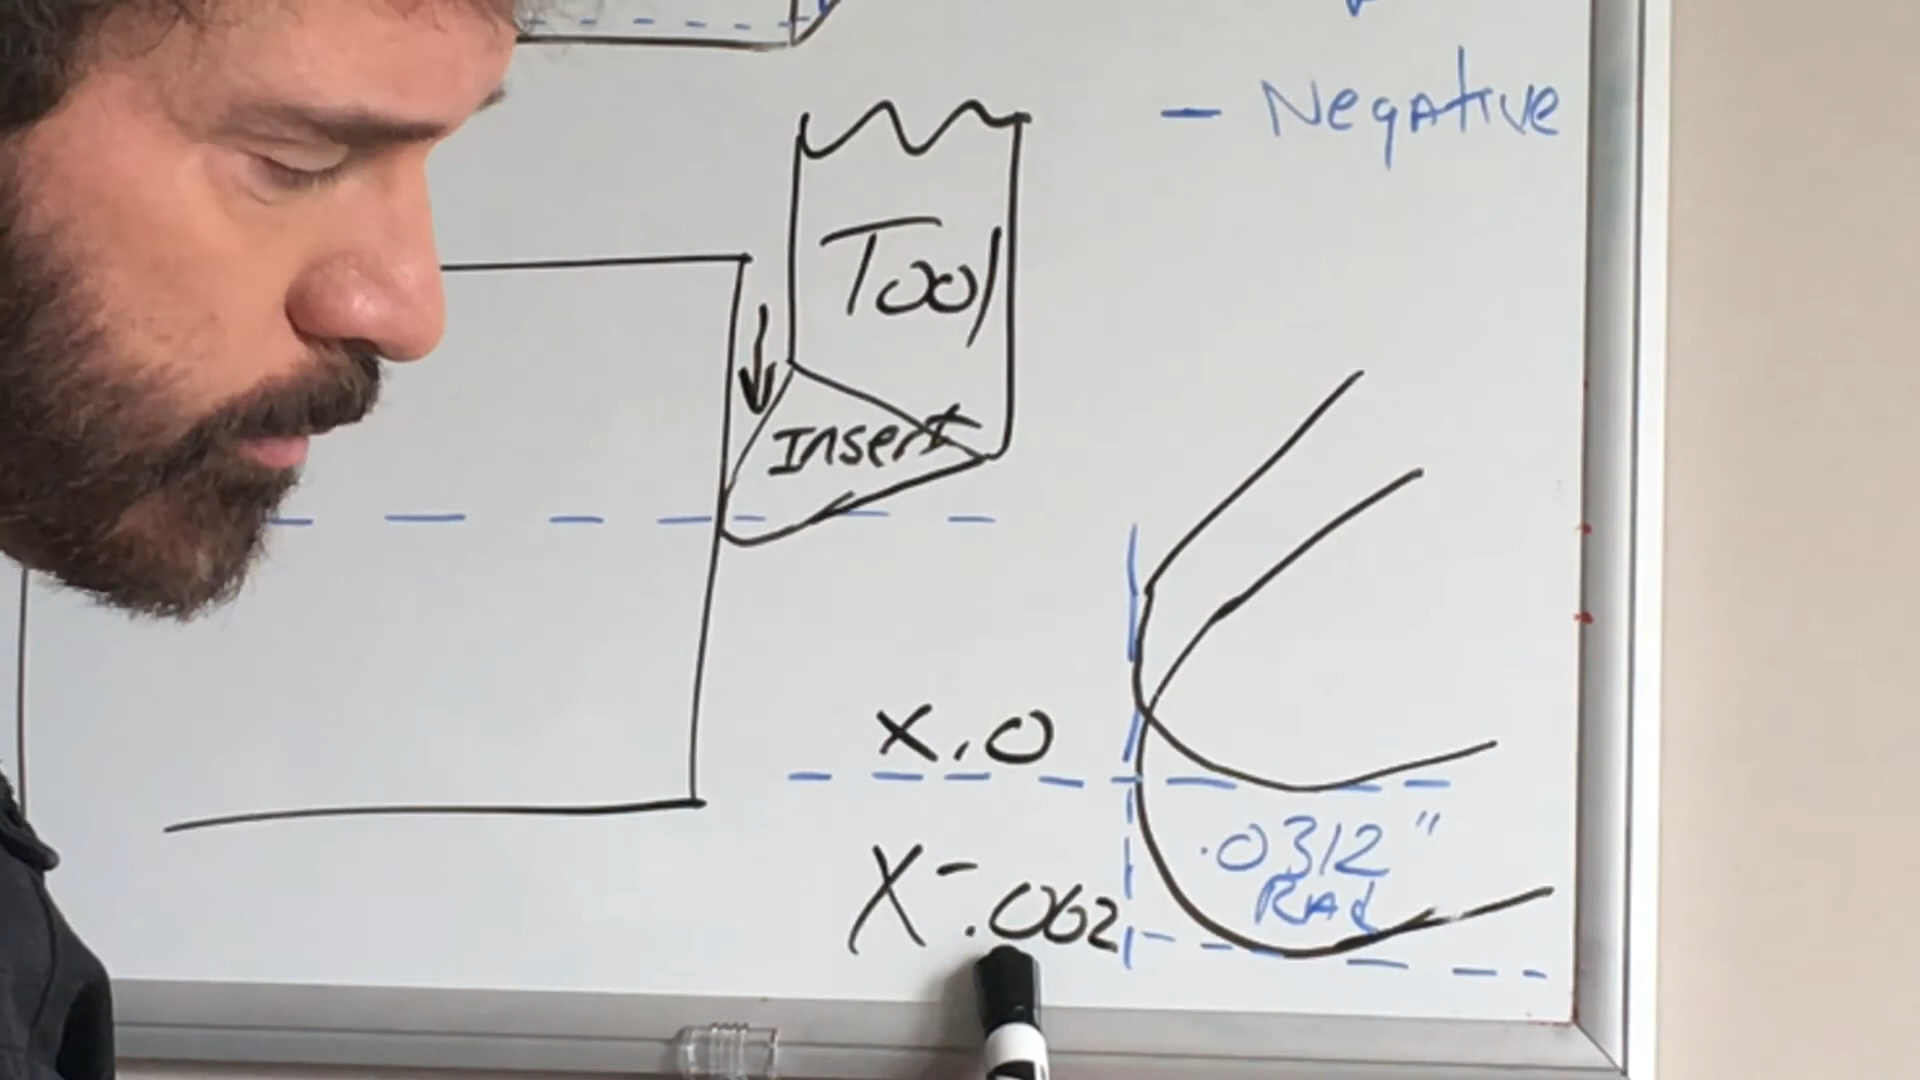 - Negative
Tool
Insert
X.0
.0312"
Rad
X-.062